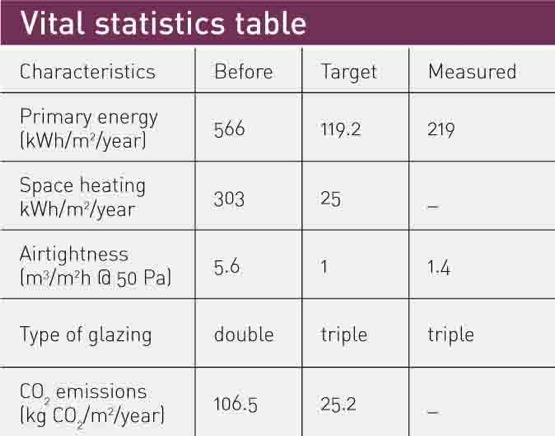 Vital statistics table
Characteristics Before Target Measured
Primary energy
(kWh/m²/year) 566 119.2 219
Space heating
kWh/m²/year 303 25 –
Airtightness
(m³/m²h @ 50 Pa) 5.6 1 1.4
Type of glazing double triple triple
CO₂ emissions
(kg CO₂/m²/year) 106.5 25.2 –